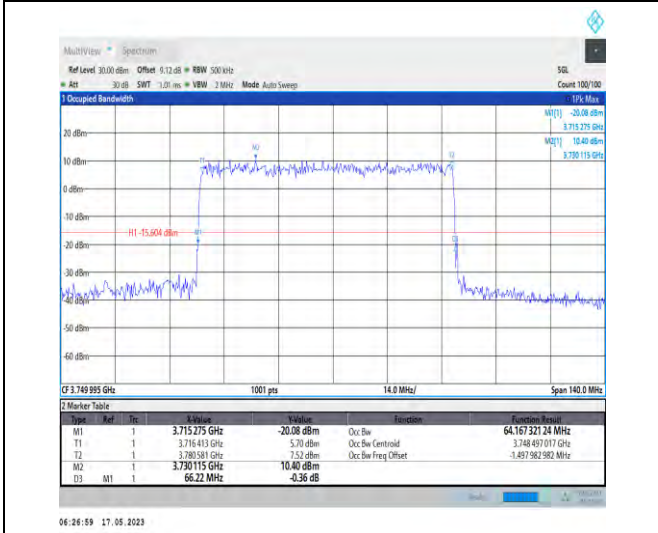 MultiView Spectrum
Ref Level 30.00 dBm Offset 9.12 dB RBW 500 kHz SGL
Att 30 dB SWT 1.01 ms VBW 2 MHz Mode Auto Sweep Count 100/100
1 Occupied Bandwidth 1Pk Max
M1[1] -20.08 dBm
3.715 275 GHz
20 dBm
M2[1] 10.40 dBm
3.730 115 GHz
M2
10 dBm
0 dBm
-10 dBm
H1 -15.604 dBm
-20 dBm
-30 dBm
-40 dBm
-50 dBm
-60 dBm
CF 3.749 995 GHz 1001 pts 14.0 MHz/ Span 140.0 MHz
2 Marker Table
Type Ref Trc X-Value Y-Value Function Function Result
M1 1 3.715 275 GHz -20.08 dBm Occ Bw 64.167 321 24 MHz
T1 1 3.716 413 GHz 5.70 dBm Occ Bw Centroid 3.748 497 017 GHz
T2 1 3.780 581 GHz 7.52 dBm Occ Bw Freq Offset -1.497 982 982 MHz
M2 1 3.730 115 GHz 10.40 dBm
D3 M1 1 66.22 MHz -0.36 dB
06:26:59 17.05.2023